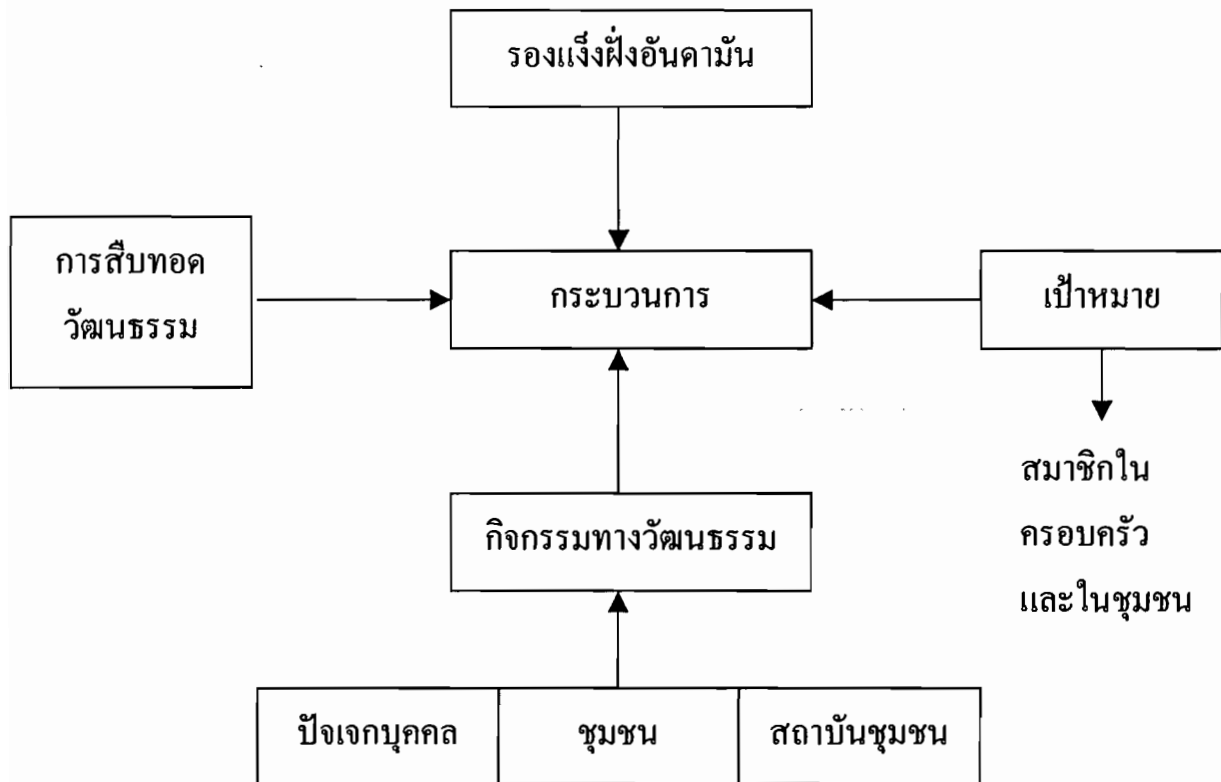 รองแง็งฝั่งอันดามัน
การสืบทอด
วัฒนธรรม
กระบวนการ
เป้าหมาย
สมาชิกใน
ครอบครัว
และในชุมชน
กิจกรรมทางวัฒนธรรม
ปัจเจกบุคคล
ชุมชน
สถาบันชุมชน